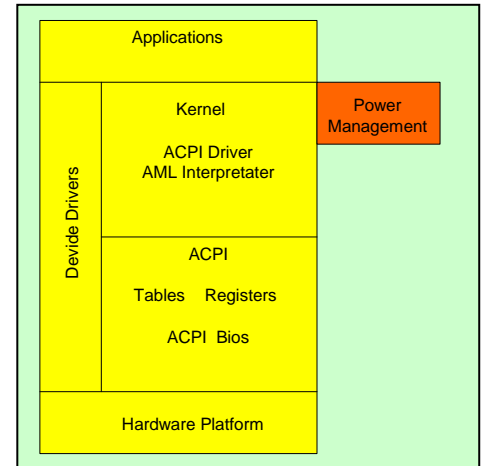 Applications
Kernel
Power
Management
ACPI Driver
AML Interpretater
Devide Drivers
ACPI
Tables Registers
ACPI Bios
Hardware Platform